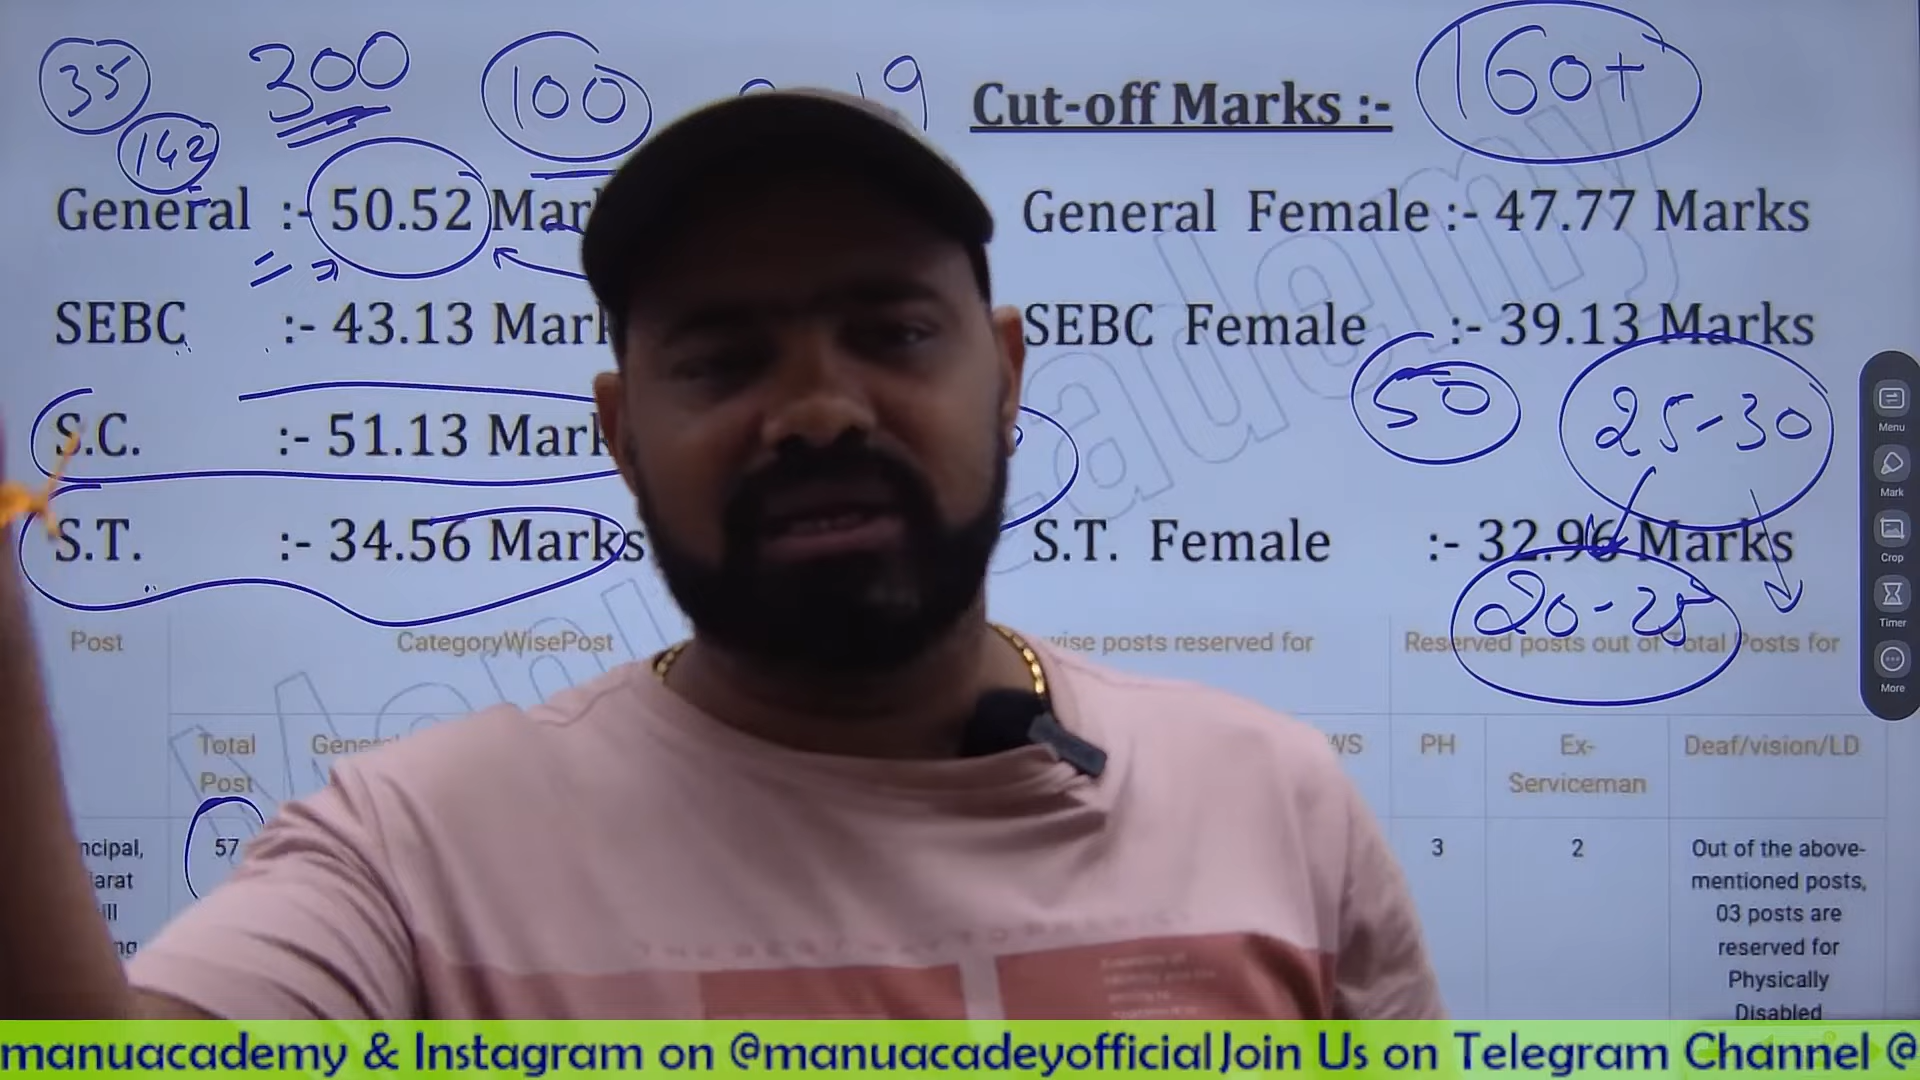 35 300 100 19
Cut-off Marks :- 160+
142
General :- 50.52
General Female :- 47.77 Marks
SEBC :- 43.13
SEBC Female :- 39.13 Marks
50 25-30
S.C. :- 51.13
S.T. :- 34.56 Marks
S.T. Female :- 32.96 Marks
20-25
Post CategoryWisePost posts reserved for Reserved posts out of Total Posts for
Total Post
PH
Ex-Serviceman
Deaf/vision/LD
57
3
2
Out of the above-
mentioned posts,
03 posts are
reserved for
Physically
Disabled
Menu
Mark
Crop
Timer
More
manuacademy & Instagram on @manuacadeyofficial Join Us on Telegram Channel @